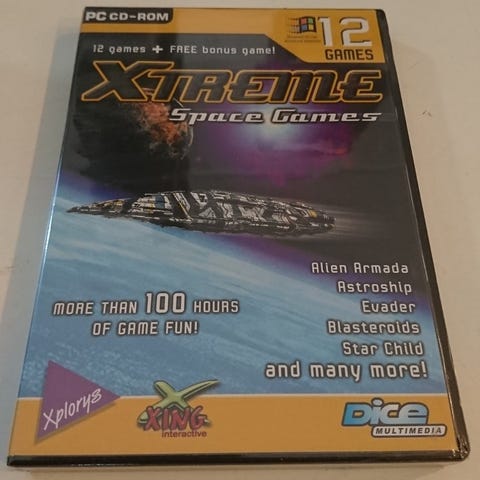 PC CD-ROM
12 games + FREE bonus game!
12
GAMES
XTREME
Space Games
Alien Armada
Astroship
Evader
Blasteroids
Star Child
and many more!
MORE THAN 100 HOURS
OF GAME FUN!
Xplorys
XING
interactive
Dice
MULTIMEDIA